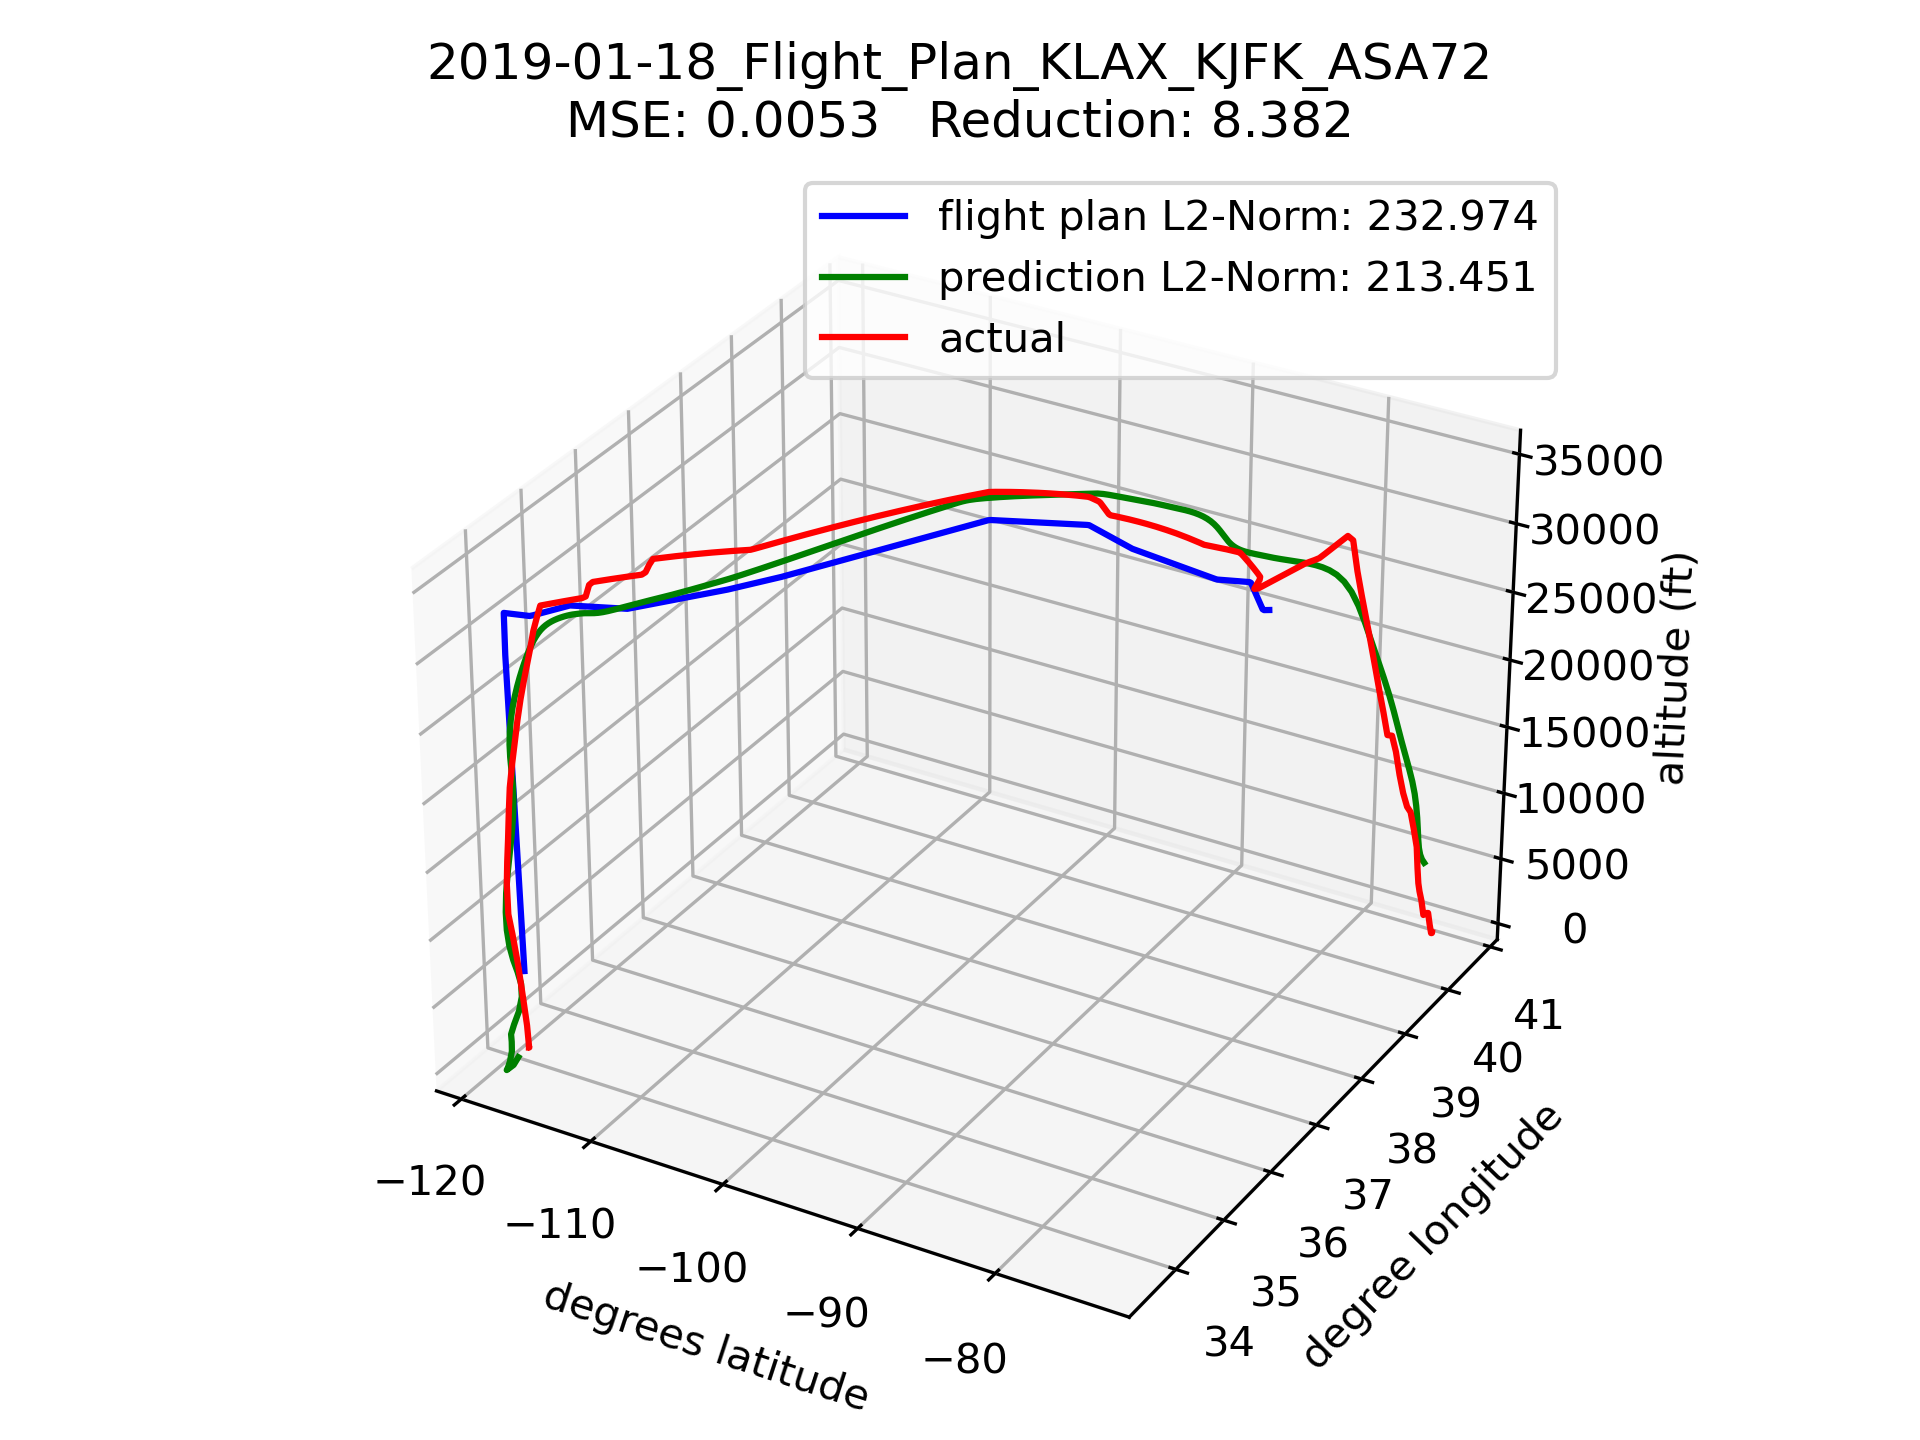 2019-01-18_Flight_Plan_KLAX_KJFK_ASA72
MSE: 0.0053   Reduction: 8.382
flight plan L2-Norm: 232.974
prediction L2-Norm: 213.451
actual
35000
30000
25000
20000
15000
10000
5000
0
altitude (ft)
41
40
39
38
37
36
35
34
degree longitude
−120
−110
−100
−90
−80
degrees latitude